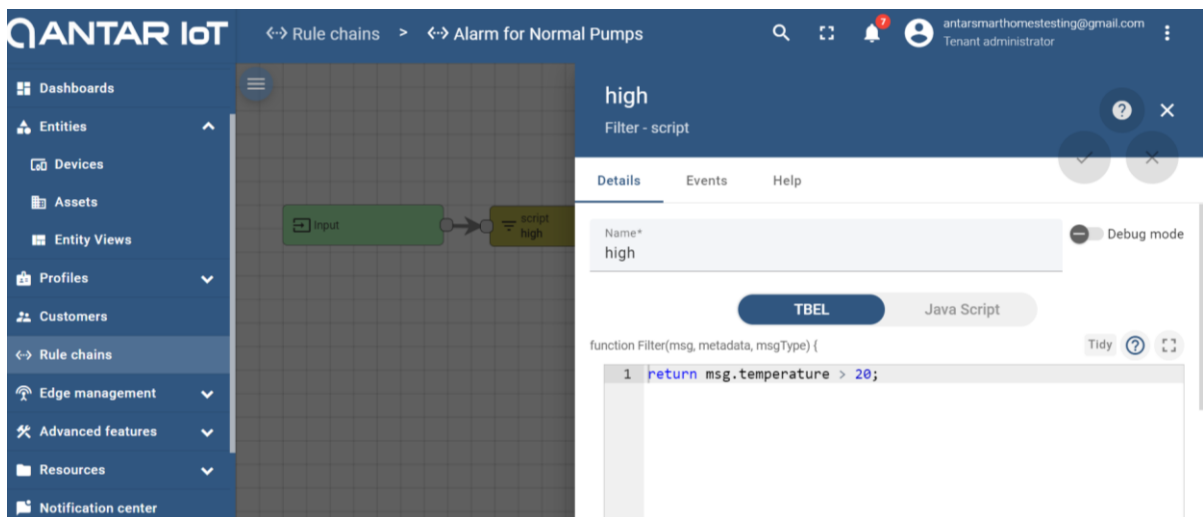 QANTAR IoT
Rule chains > Alarm for Normal Pumps
7
antarsmarthomestesting@gmail.com
Tenant administrator
Dashboards
Entities
Devices
Assets
Entity Views
Profiles
Customers
Rule chains
Edge management
Advanced features
Resources
Notification center
Input
script
high
high
Filter - script
Details Events Help
Name*
high
Debug mode
TBEL Java Script
function Filter(msg, metadata, msgType) {
Tidy
1 return msg.temperature > 20;